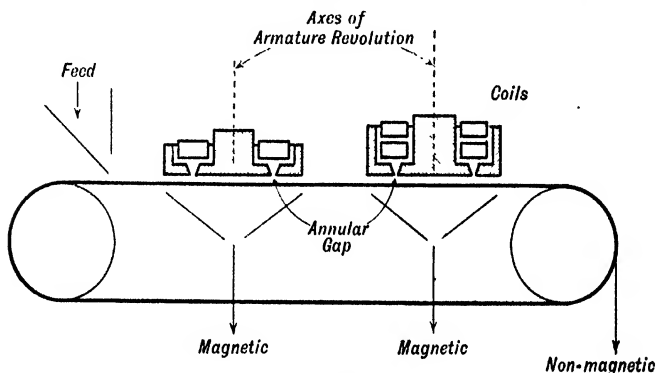 Axes of
Armature Revolution
Feed
Coils
Annular
Gap
Magnetic
Magnetic
Non-magnetic